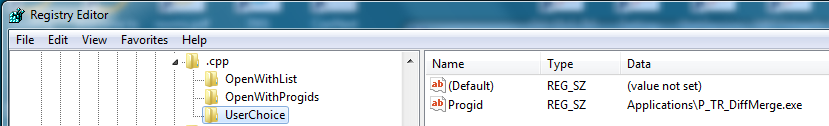 Registry Editor
File Edit View Favorites Help
.cpp
OpenWithList
OpenWithProgids
UserChoice
Name Type Data
(Default) REG_SZ (value not set)
Progid REG_SZ Applications\P_TR_DiffMerge.exe